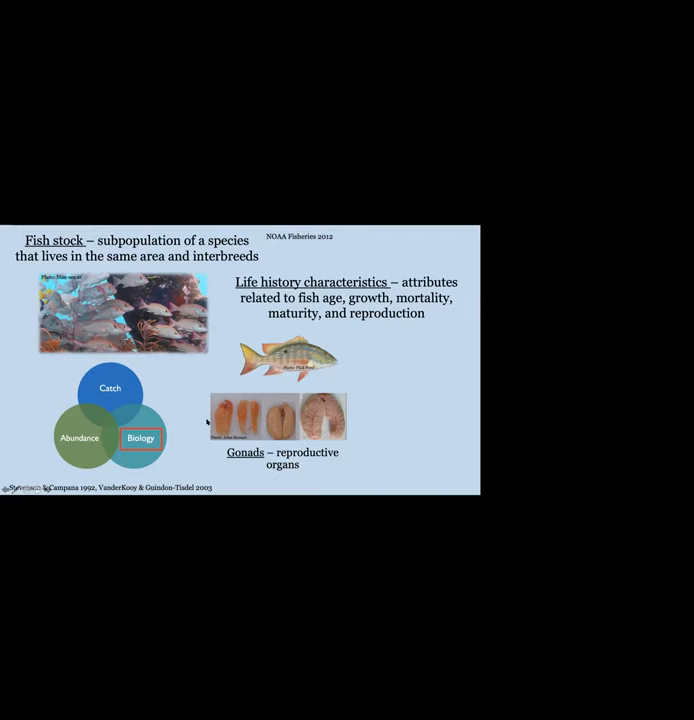 Fish stock – subpopulation of a species
that lives in the same area and interbreeds
NOAA Fisheries 2012
Life history characteristics – attributes
related to fish age, growth, mortality,
maturity, and reproduction
Catch
Abundance
Biology
Gonads – reproductive
organs
& Campana 1992, VanderKooy & Guindon-Tisdel 2003